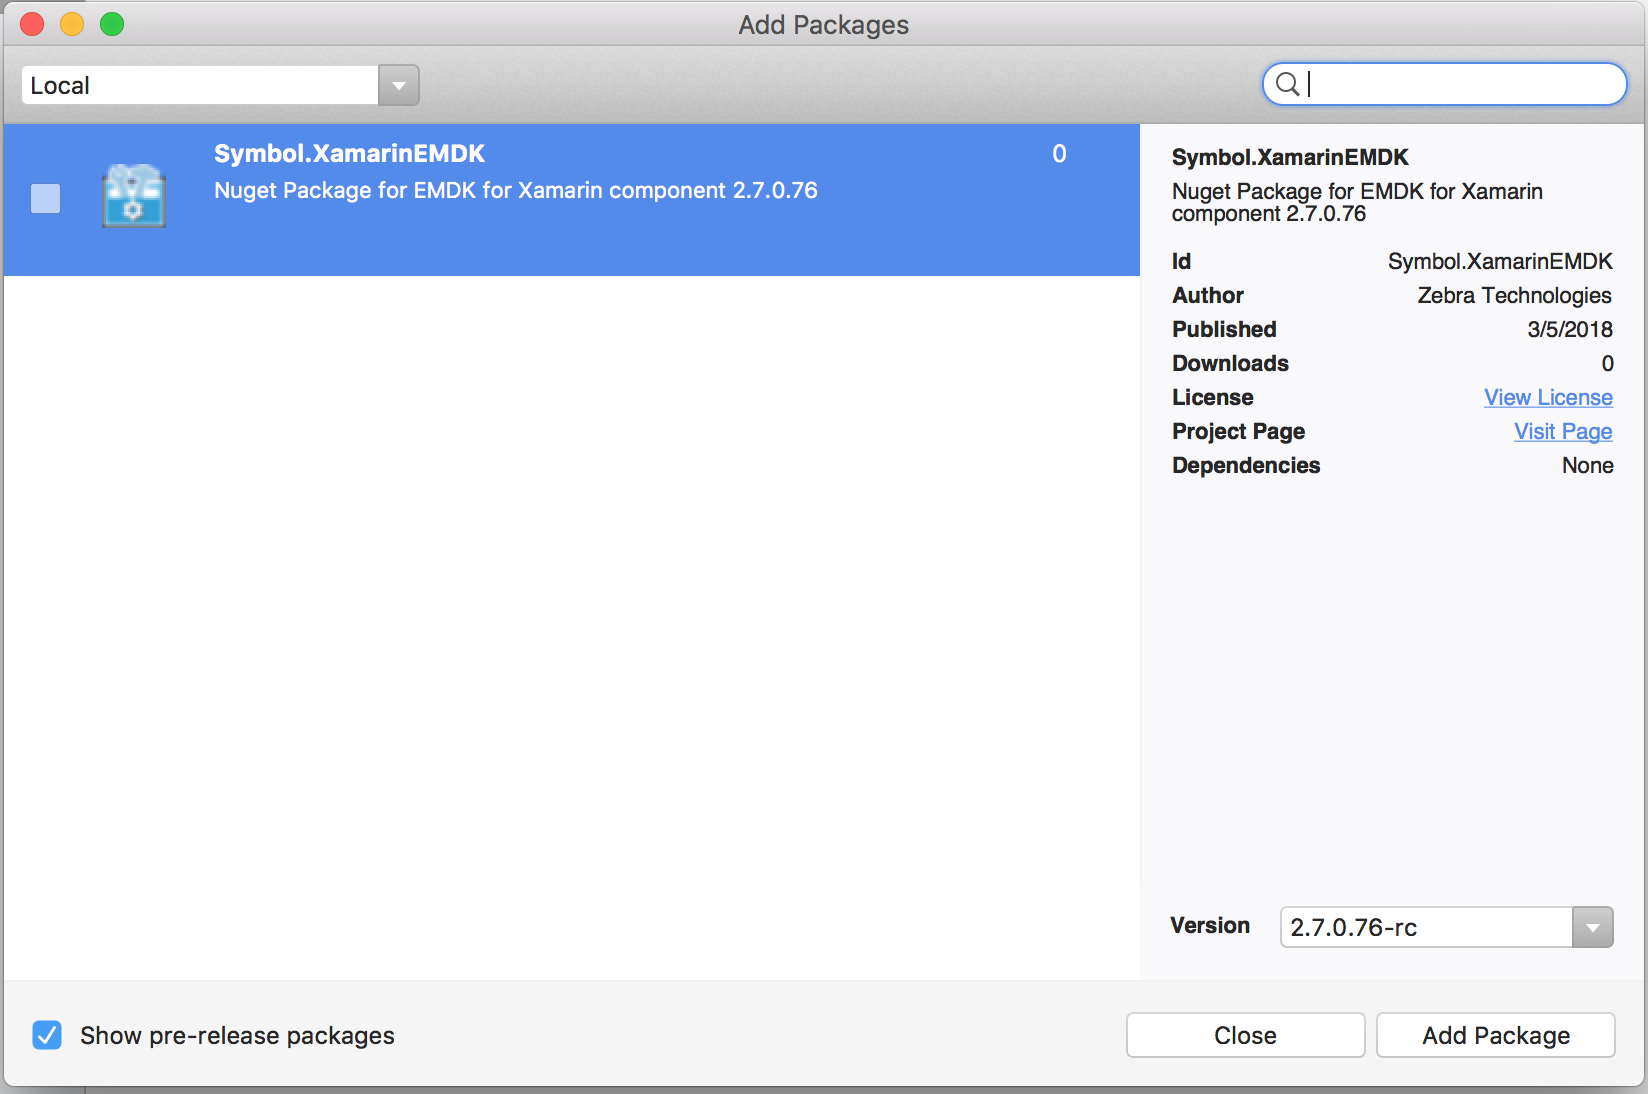 Add Packages
Local
Symbol.XamarinEMDK 0
Nuget Package for EMDK for Xamarin component 2.7.0.76
Symbol.XamarinEMDK
Nuget Package for EMDK for Xamarin
component 2.7.0.76
Id Symbol.XamarinEMDK
Author Zebra Technologies
Published 3/5/2018
Downloads 0
License View License
Project Page Visit Page
Dependencies None
Version 2.7.0.76-rc
Show pre-release packages
Close Add Package